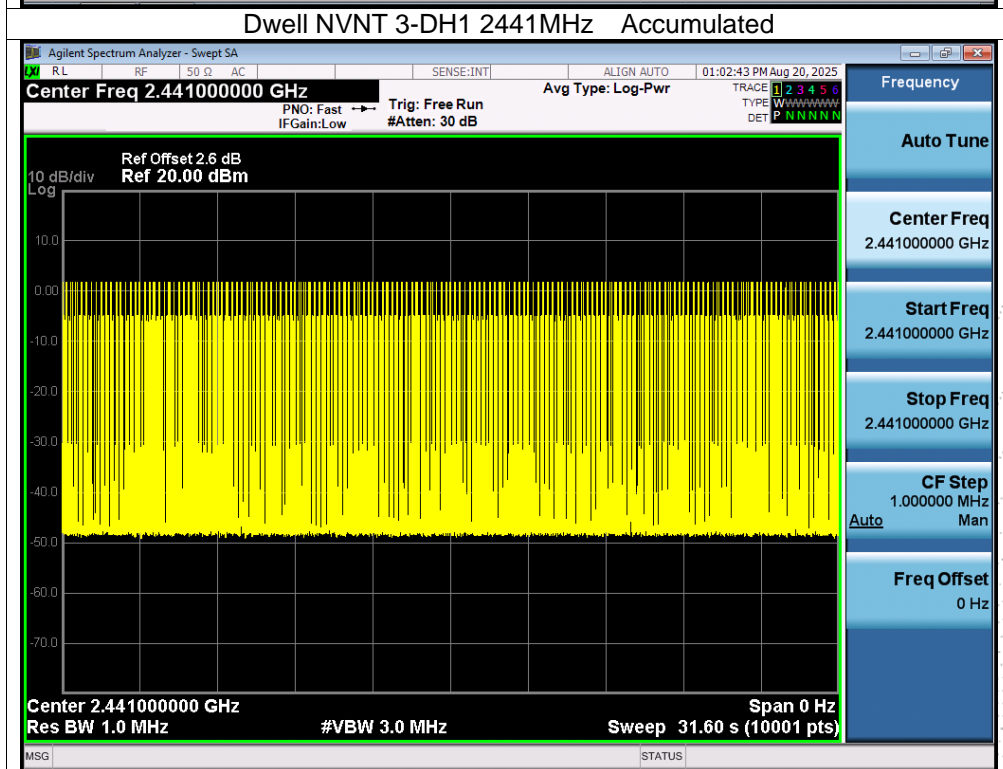 Dwell NVNT 3-DH1 2441MHz Accumulated
Agilent Spectrum Analyzer - Swept SA
LXI RL RF 50 Ω AC SENSE:INT ALIGN AUTO 01:02:43 PM Aug 20, 2025
Center Freq 2.441000000 GHz Avg Type: Log-Pwr TRACE 1 2 3 4 5 6
PNO: Fast Trig: Free Run TYPE WWWWWWW
IFGain:Low #Atten: 30 dB DET P N N N N N
Frequency
Auto Tune
Center Freq
2.441000000 GHz
Start Freq
2.441000000 GHz
Stop Freq
2.441000000 GHz
CF Step
1.000000 MHz
Auto Man
Freq Offset
0 Hz
Ref Offset 2.6 dB
10 dB/div Ref 20.00 dBm
Log
10.0
0.00
-10.0
-20.0
-30.0
-40.0
-50.0
-60.0
-70.0
Center 2.441000000 GHz Span 0 Hz
Res BW 1.0 MHz #VBW 3.0 MHz Sweep 31.60 s (10001 pts)
MSG STATUS